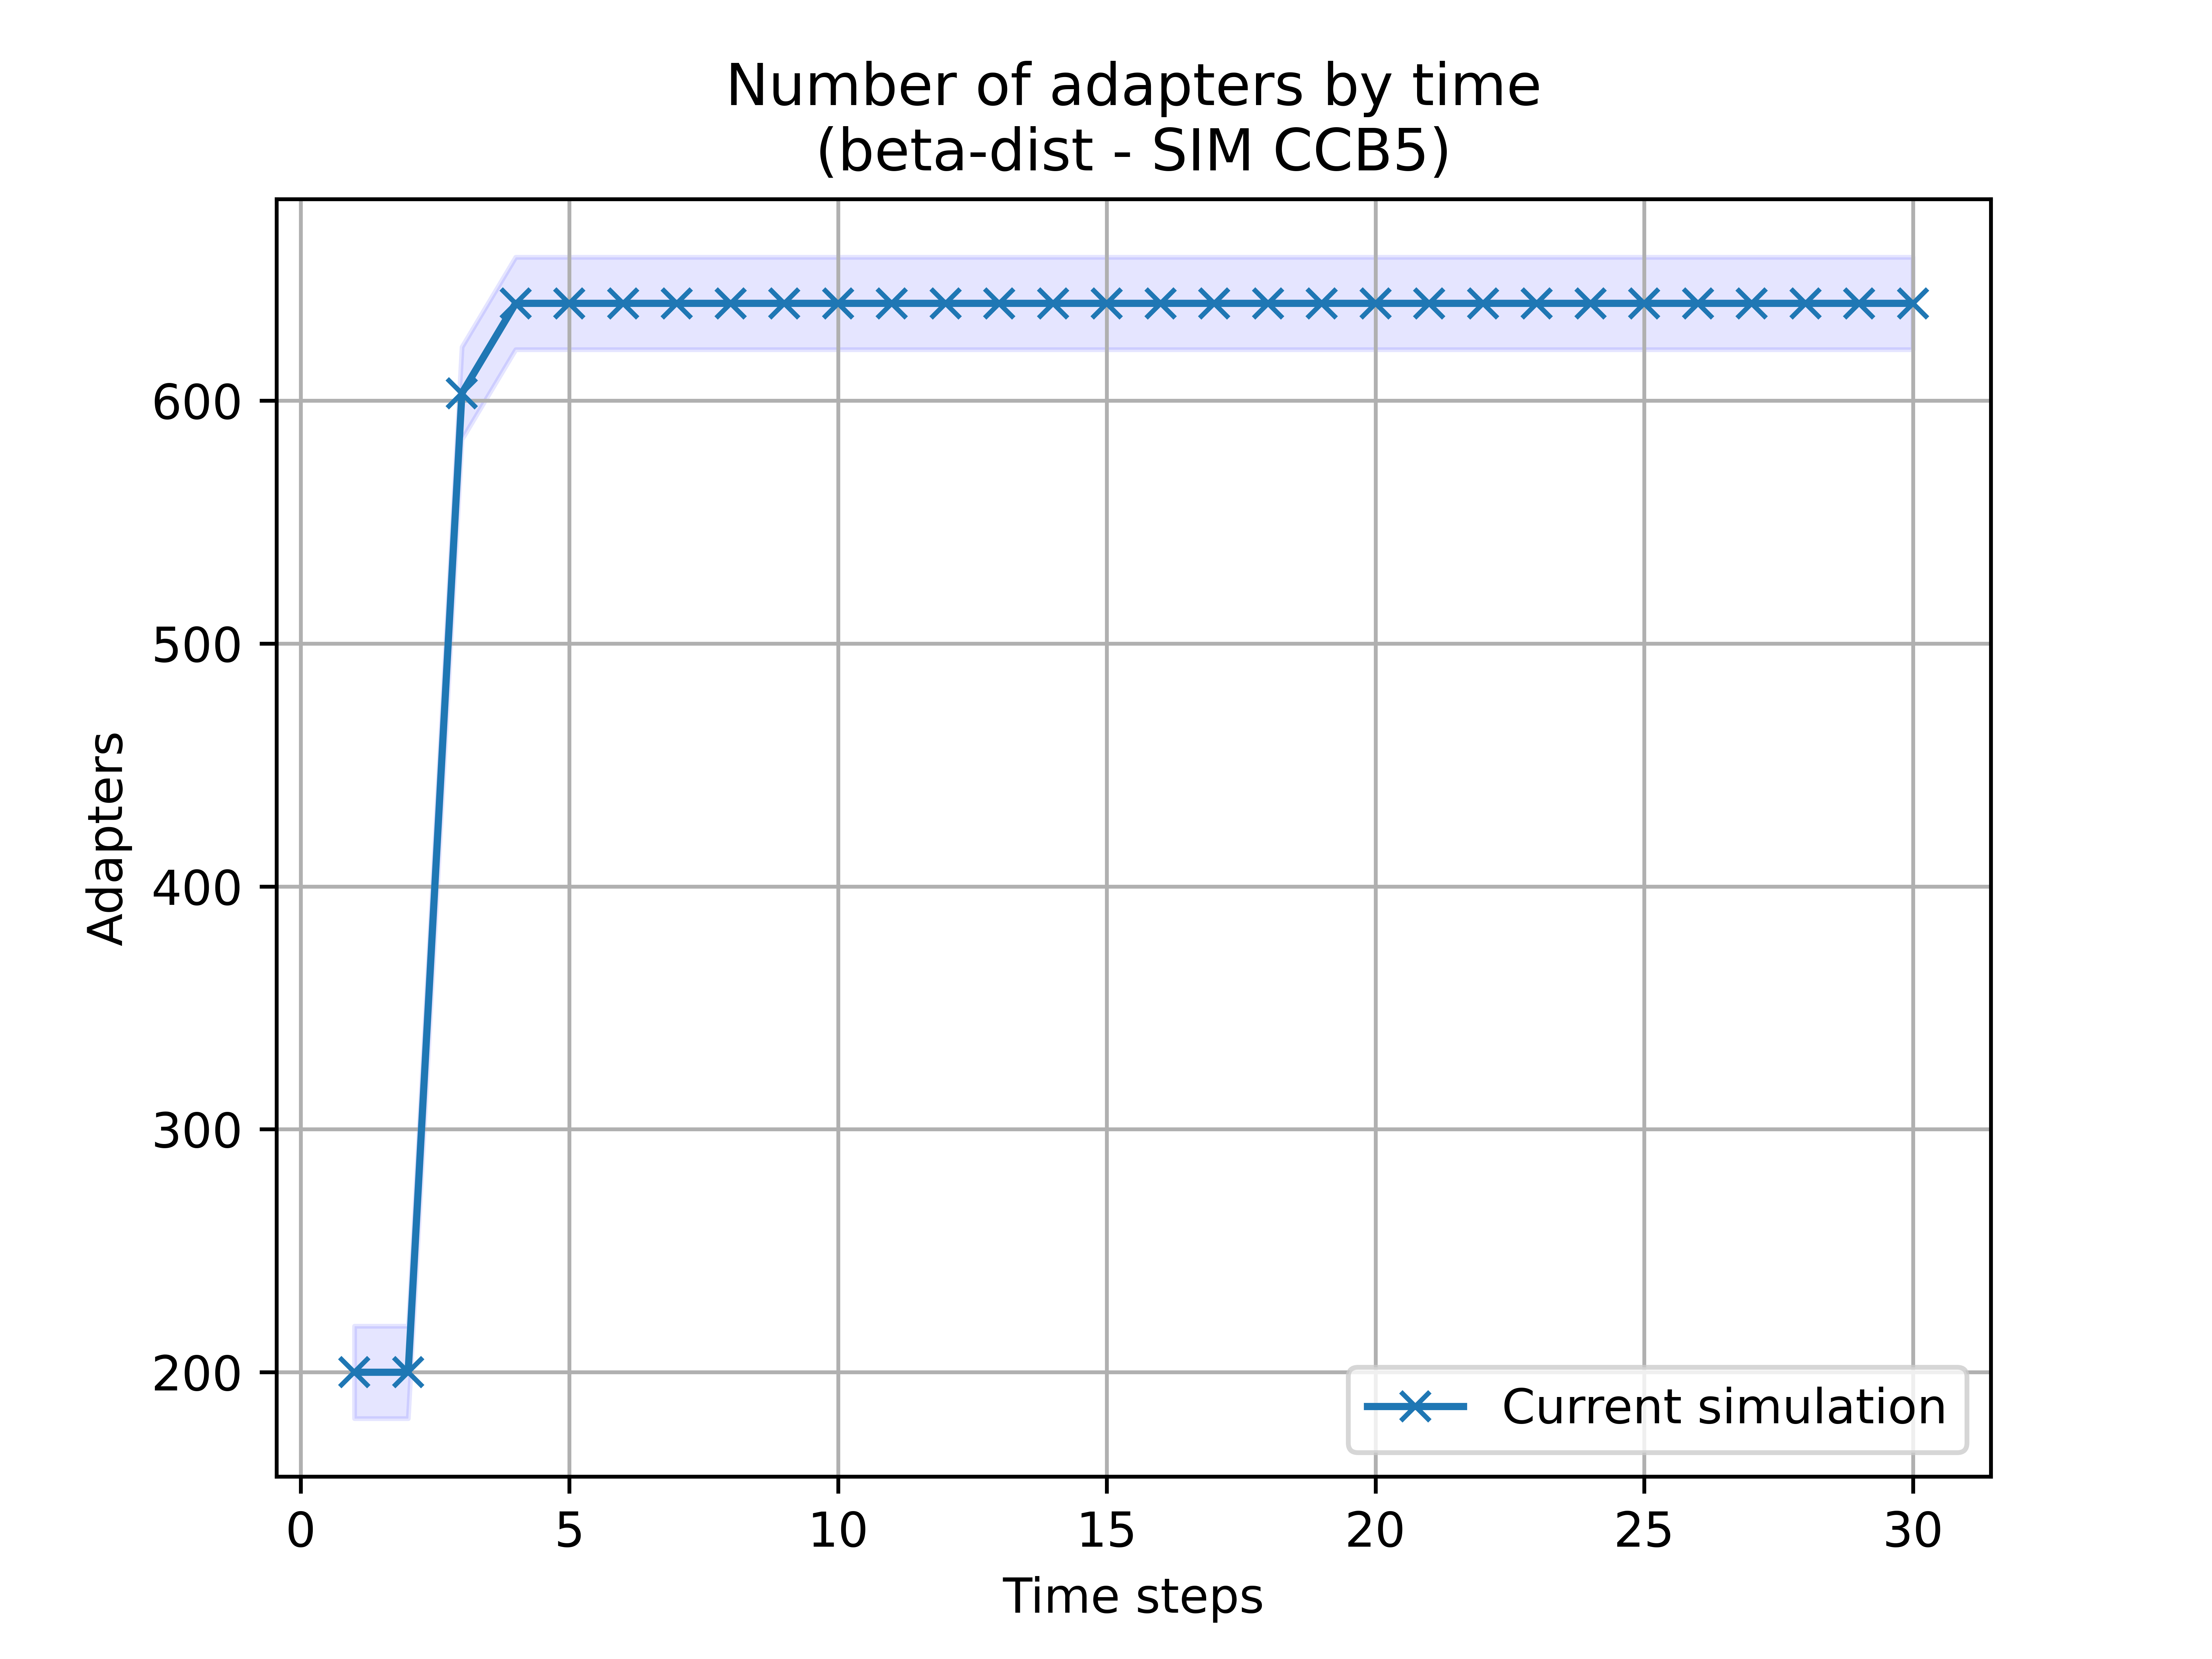 Number of adapters by time
(beta-dist - SIM CCB5)
600
500
400
300
200
Adapters
Current simulation
0 5 10 15 20 25 30
Time steps